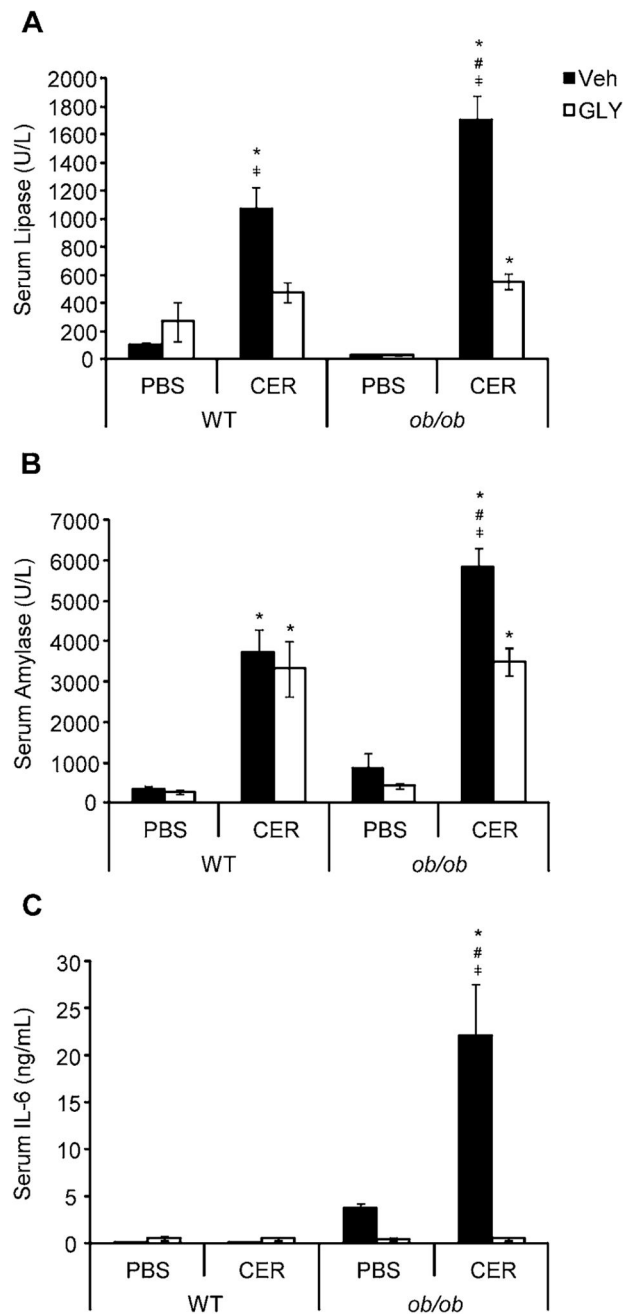 A
Serum Lipase (U/L)
2000
1800
1600
1400
1200
1000
800
600
400
200
0
*
ǂ
*
#
ǂ
*
Veh
GLY
PBS CER PBS CER
WT ob/ob
B
Serum Amylase (U/L)
7000
6000
5000
4000
3000
2000
1000
0
*
*
*
#
ǂ
*
PBS CER PBS CER
WT ob/ob
C
Serum IL-6 (ng/mL)
30
25
20
15
10
5
0
*
#
ǂ
PBS CER PBS CER
WT ob/ob